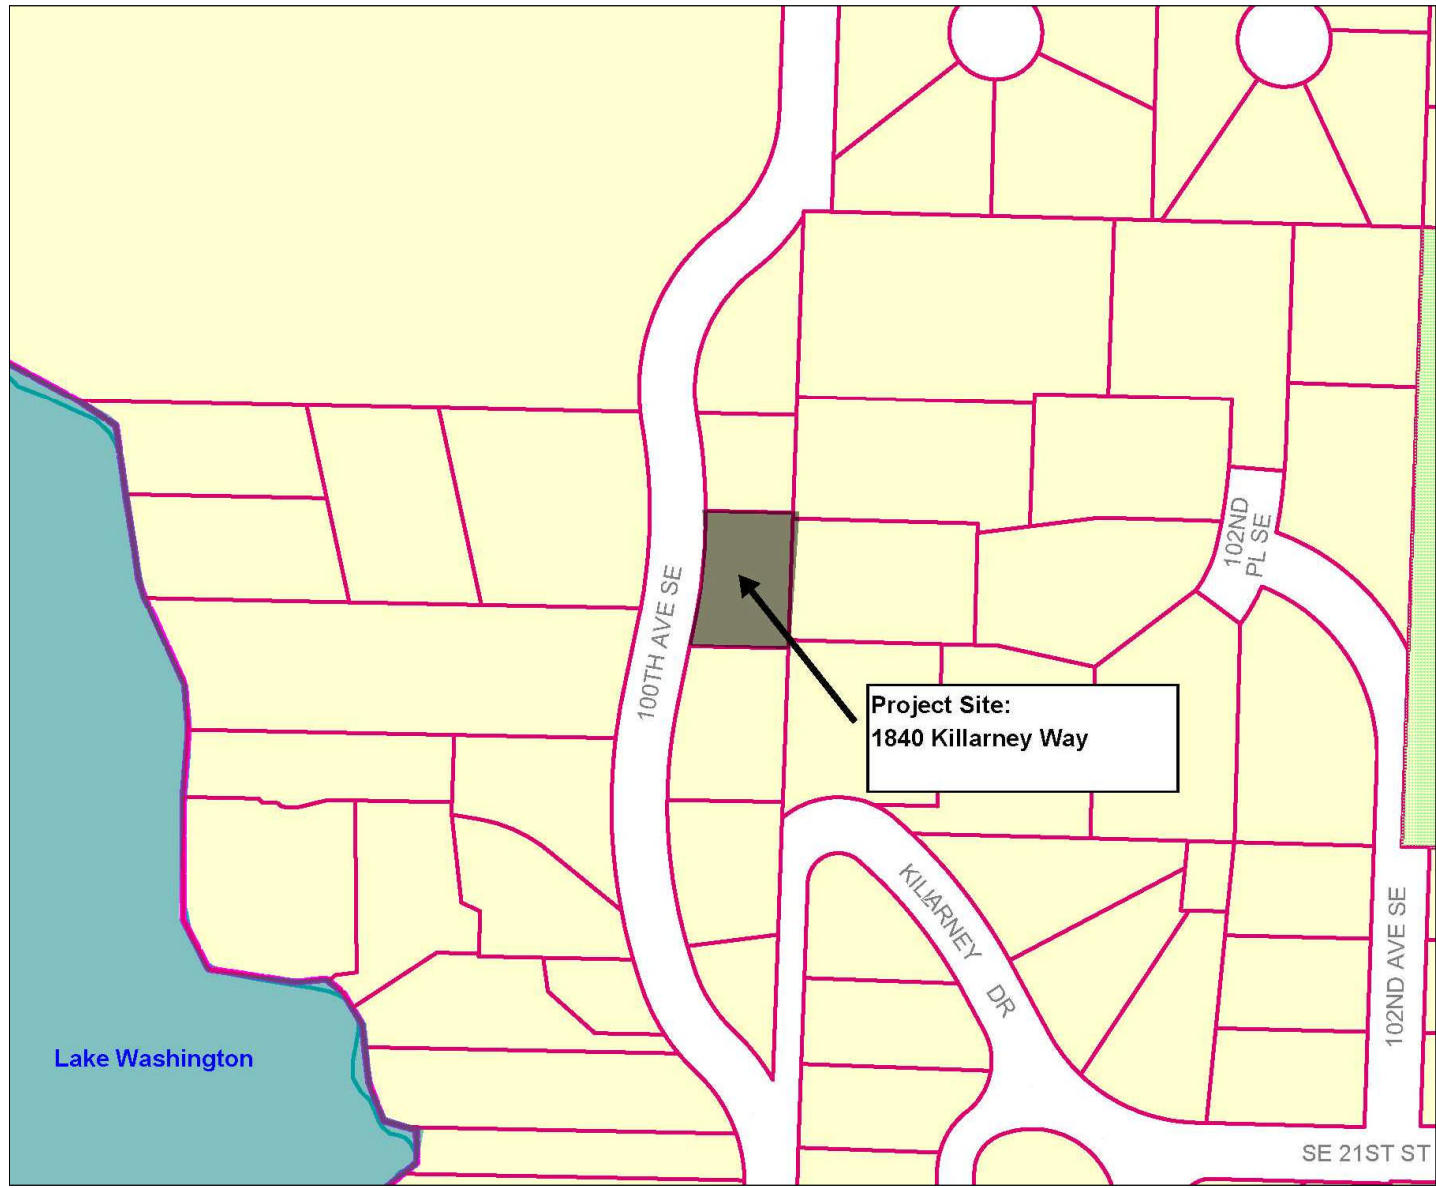 102ND
PL SE
100TH AVE SE
Project Site:
1840 Killarney Way
KILLARNEY
DR
102ND AVE SE
Lake Washington
SE 21ST ST